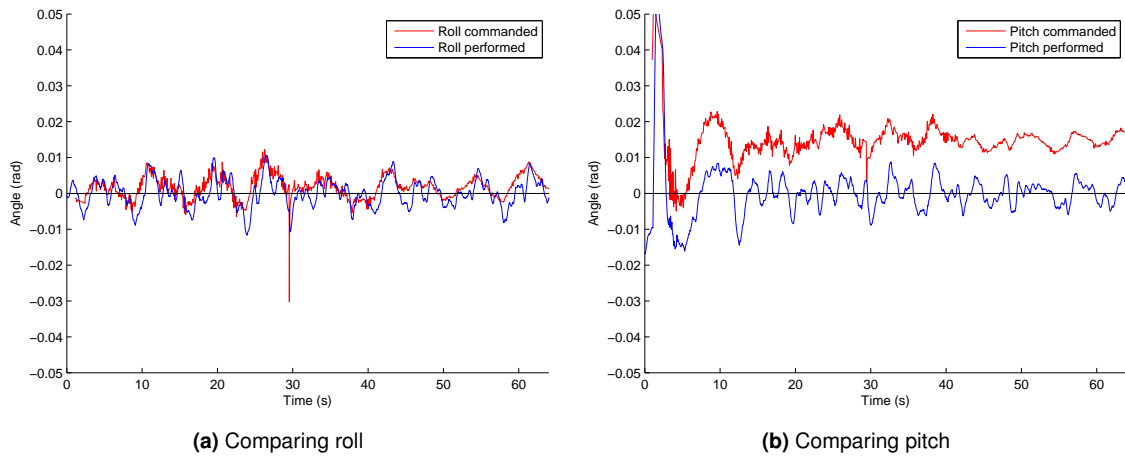 0.05
0.04
0.03
0.02
0.01
0
−0.01
−0.02
−0.03
−0.04
−0.05
Angle (rad)
0 10 20 30 40 50 60
Time (s)
Roll commanded
Roll performed
(a) Comparing roll
0.05
0.04
0.03
0.02
0.01
0
−0.01
−0.02
−0.03
−0.04
−0.05
Angle (rad)
0 10 20 30 40 50 60
Time (s)
Pitch commanded
Pitch performed
(b) Comparing pitch